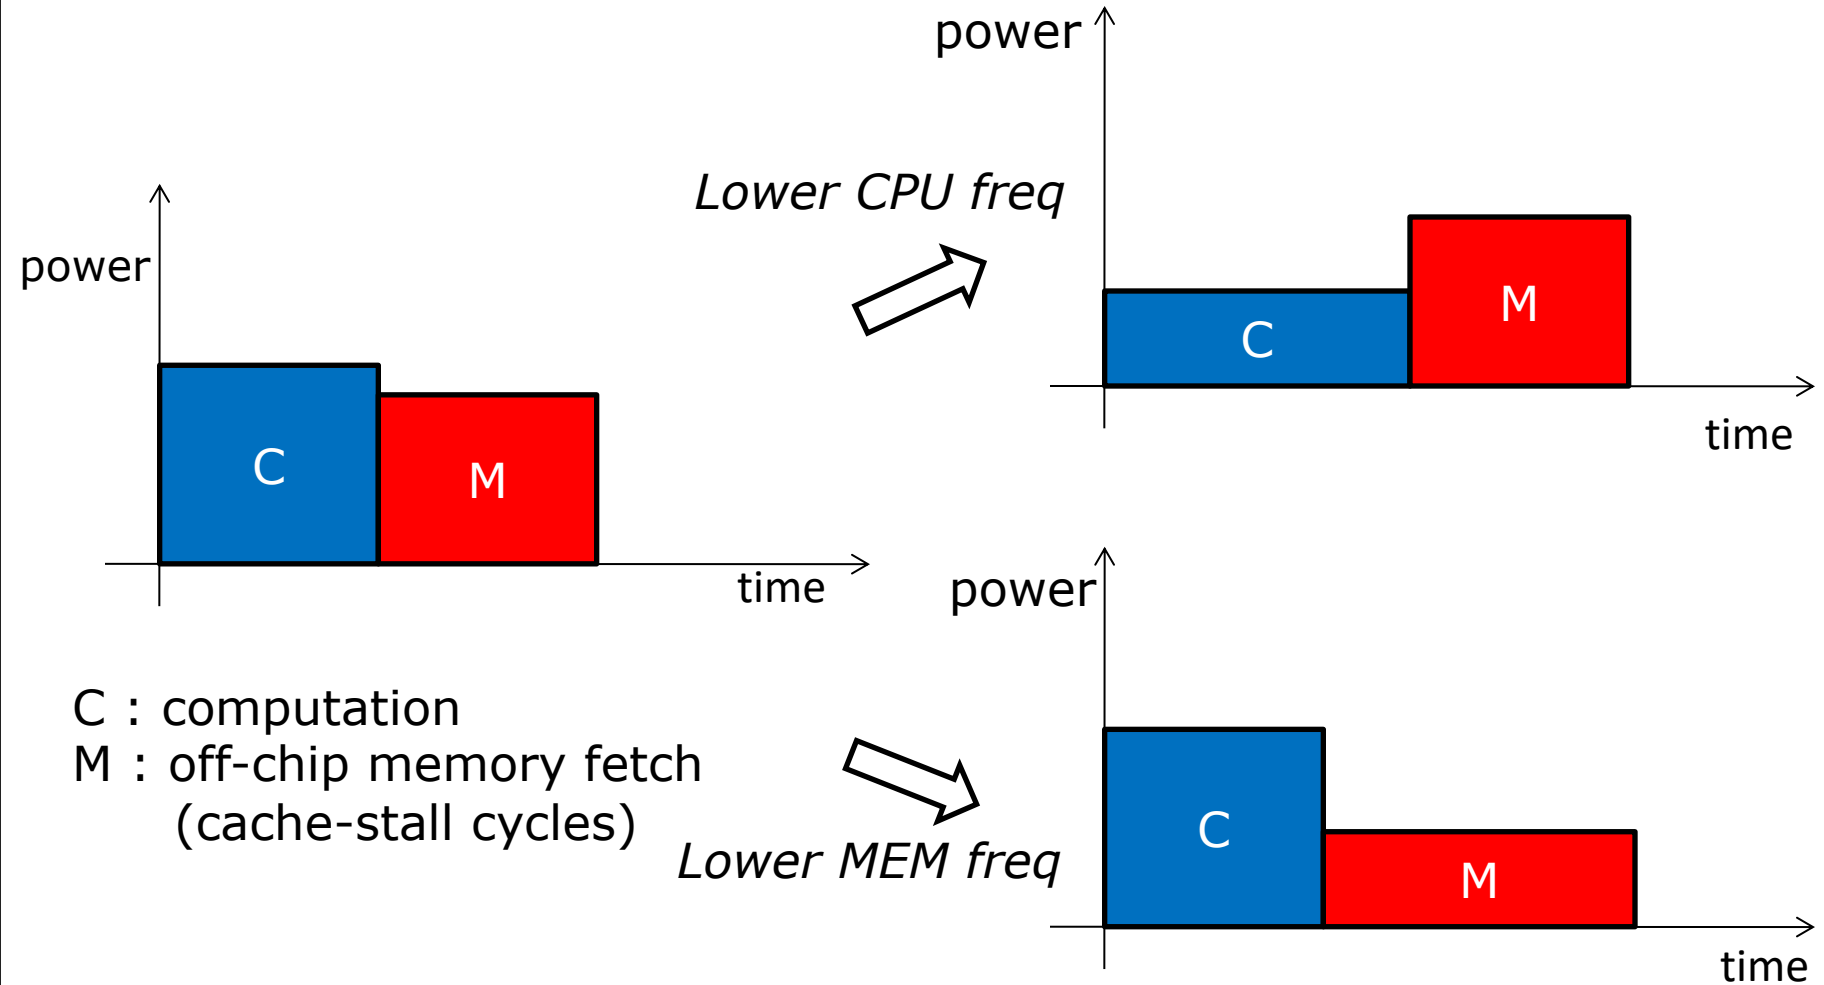 power
C
M
time
C : computation
M : off-chip memory fetch
(cache-stall cycles)
Lower CPU freq
power
C
M
time
Lower MEM freq
power
C
M
time